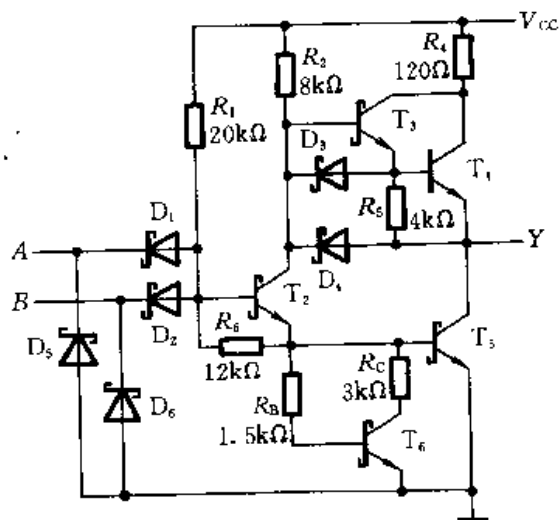 V_CC
R_2
8kΩ
R_4
120Ω
R_1
20kΩ
T_3
D_3
T_4
R_5
4kΩ
D_1
A
Y
D_4
B
D_2
T_2
R_6
12kΩ
D_5
D_6
R_B
1.5kΩ
R_C
3kΩ
T_5
T_6